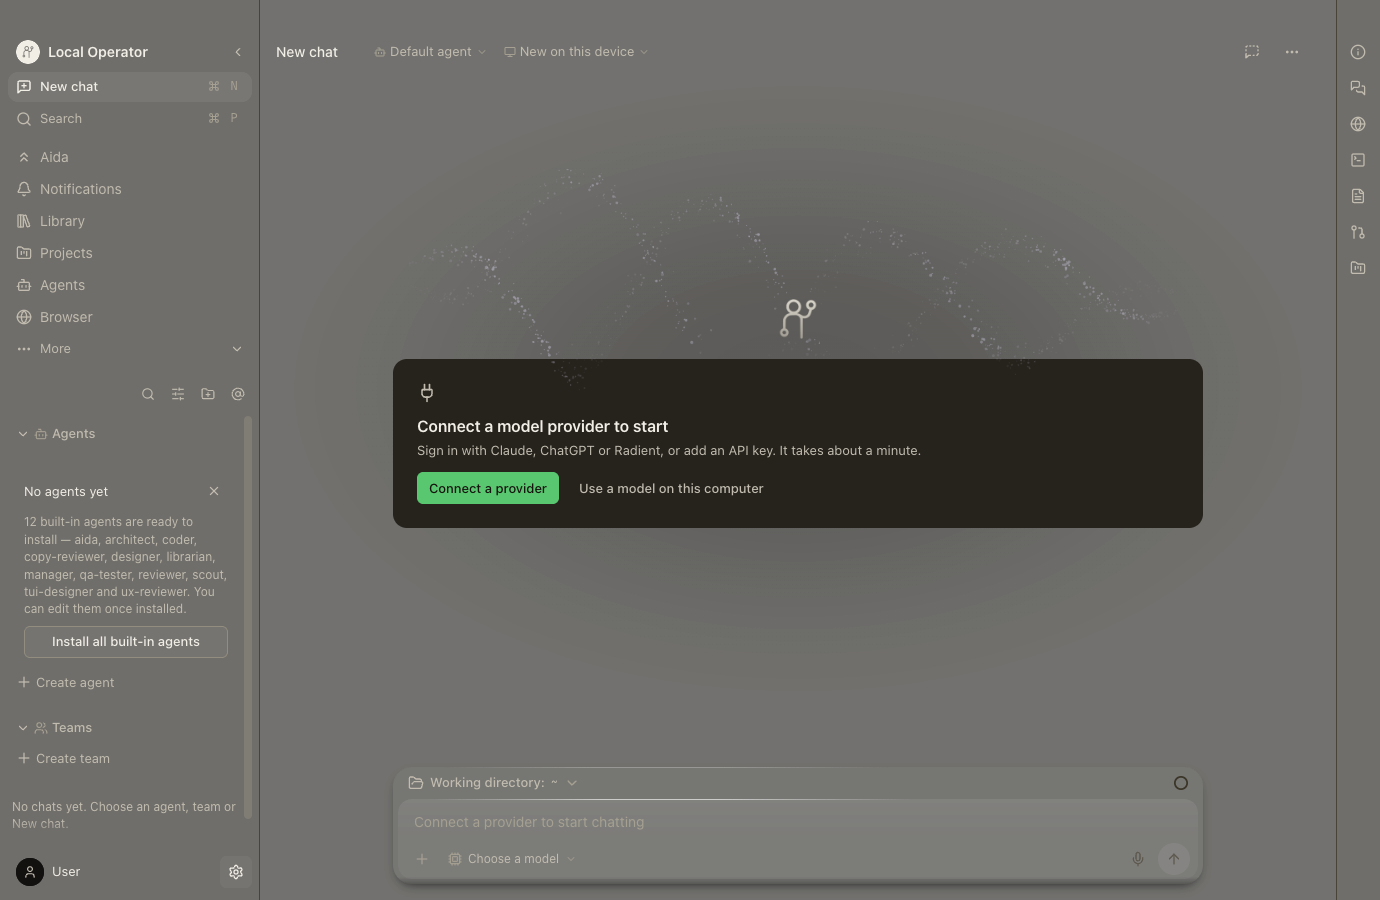 Local Operator
New chat ⌘ N
Search ⌘ P
Aida
Notifications
Library
Projects
Agents
Browser
More
Agents
No agents yet
12 built-in agents are ready to
install — aida, architect, coder,
copy-reviewer, designer, librarian,
manager, qa-tester, reviewer, scout,
tui-designer and ux-reviewer. You
can edit them once installed.
Install all built-in agents
Create agent
Teams
Create team
No chats yet. Choose an agent, team or
New chat.
User
New chat
Default agent
New on this device
Connect a model provider to start
Sign in with Claude, ChatGPT or Radient, or add an API key. It takes about a minute.
Connect a provider
Use a model on this computer
Working directory: ~
Connect a provider to start chatting
Choose a model